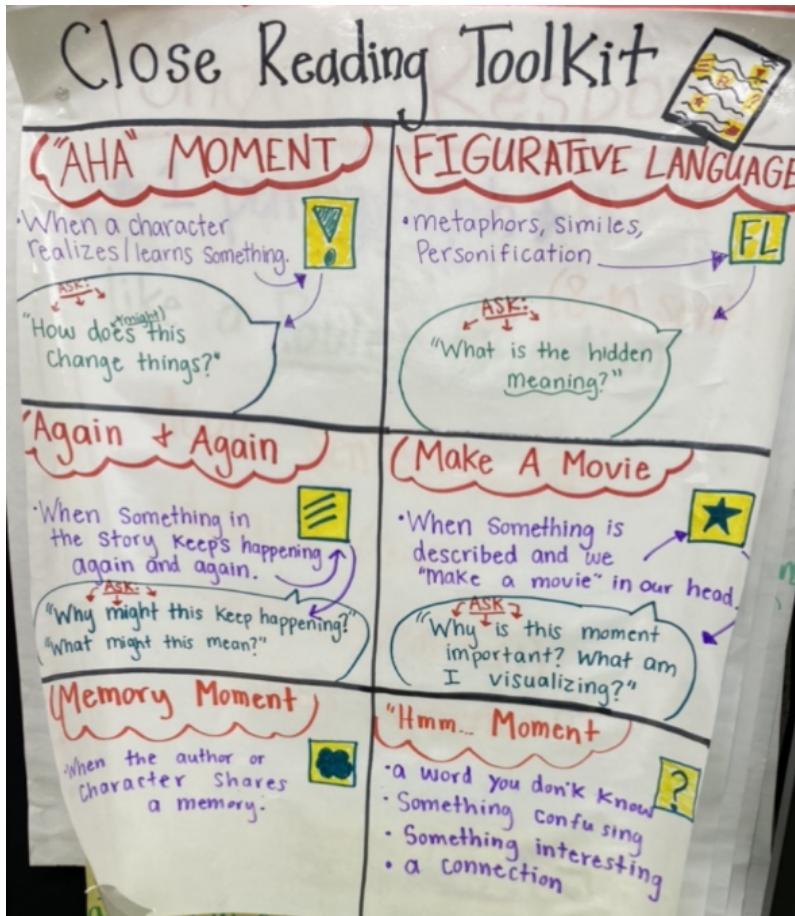 Close Reading Toolkit
"AHA" MOMENT
• When a character
realizes/learns something.
!
ASK:
(might)
"How does this
change things?"
FIGURATIVE LANGUAGE
• metaphors, similes,
Personification
FL
ASK:
"What is the hidden
meaning?"
"Again + Again
• When Something in
the story keeps happening
again and again.
ASK:
"Why might this keep happening?"
"What might this mean?"
Make A Movie
• When Something is
described and we
"make a movie" in our head.
ASK
"Why is this moment
important? What am
I visualizing?"
Memory Moment
• When the author or
Character Shares
a memory.
"Hmm... Moment
?
• a word you don'k know
• Something confusing
• Something interesting
• a connection